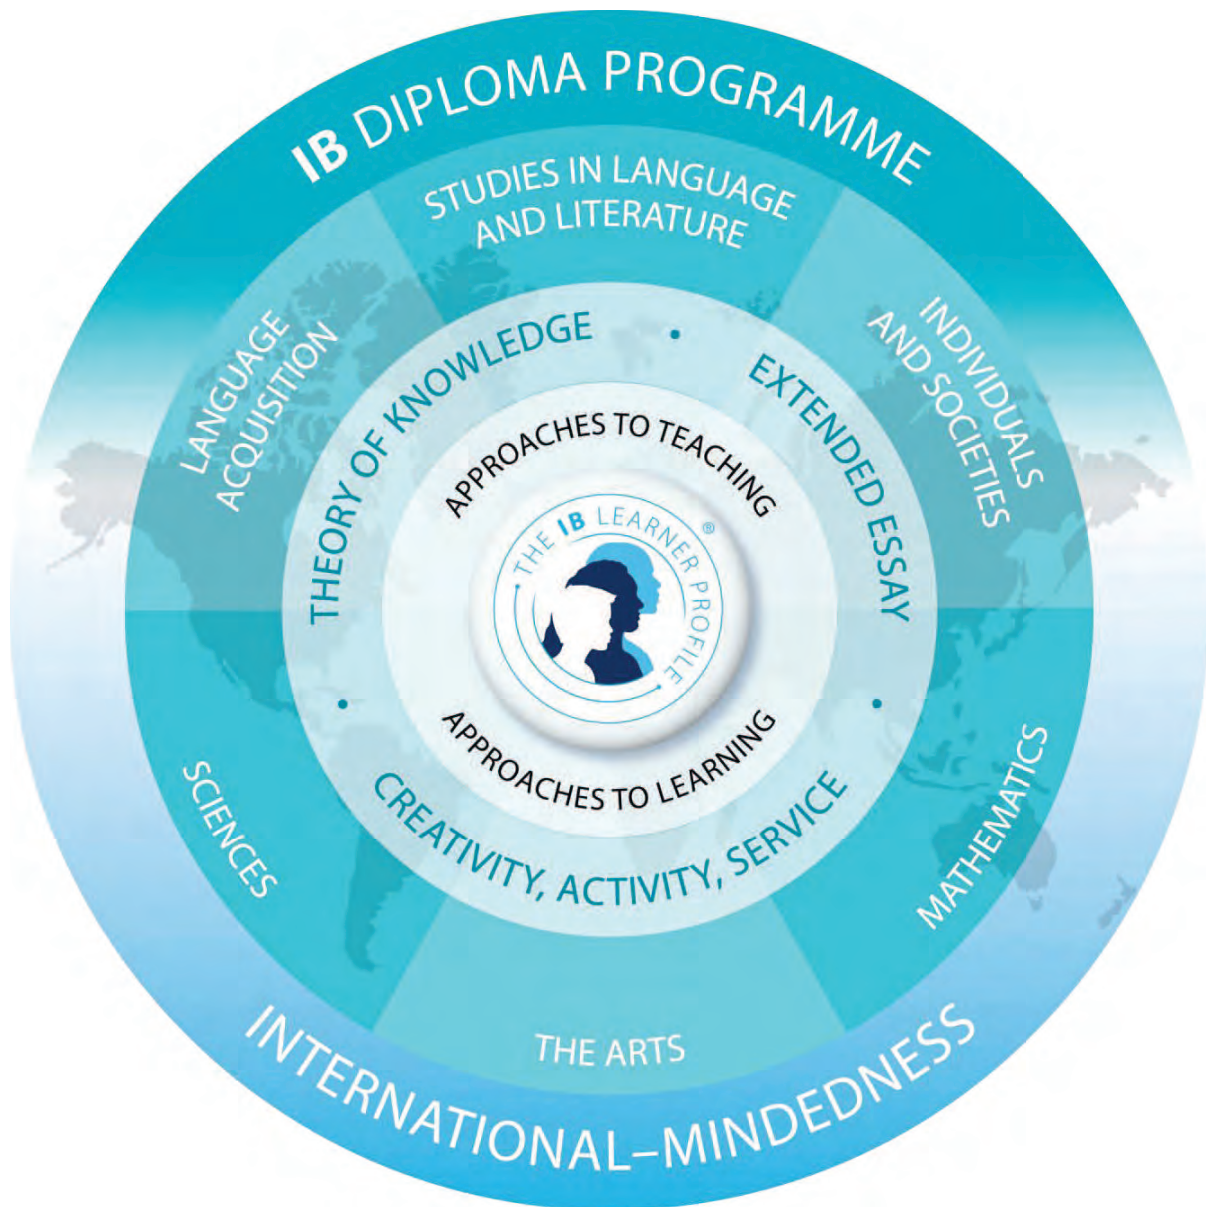 IB DIPLOMA PROGRAMME
STUDIES IN LANGUAGE
AND LITERATURE
LANGUAGE
ACQUISITION
INDIVIDUALS
AND SOCIETIES
THEORY OF KNOWLEDGE
•
EXTENDED ESSAY
APPROACHES TO TEACHING
THE IB LEARNER PROFILE
®
APPROACHES TO LEARNING
•
CREATIVITY, ACTIVITY, SERVICE
•
SCIENCES
MATHEMATICS
THE ARTS
INTERNATIONAL–MINDEDNESS